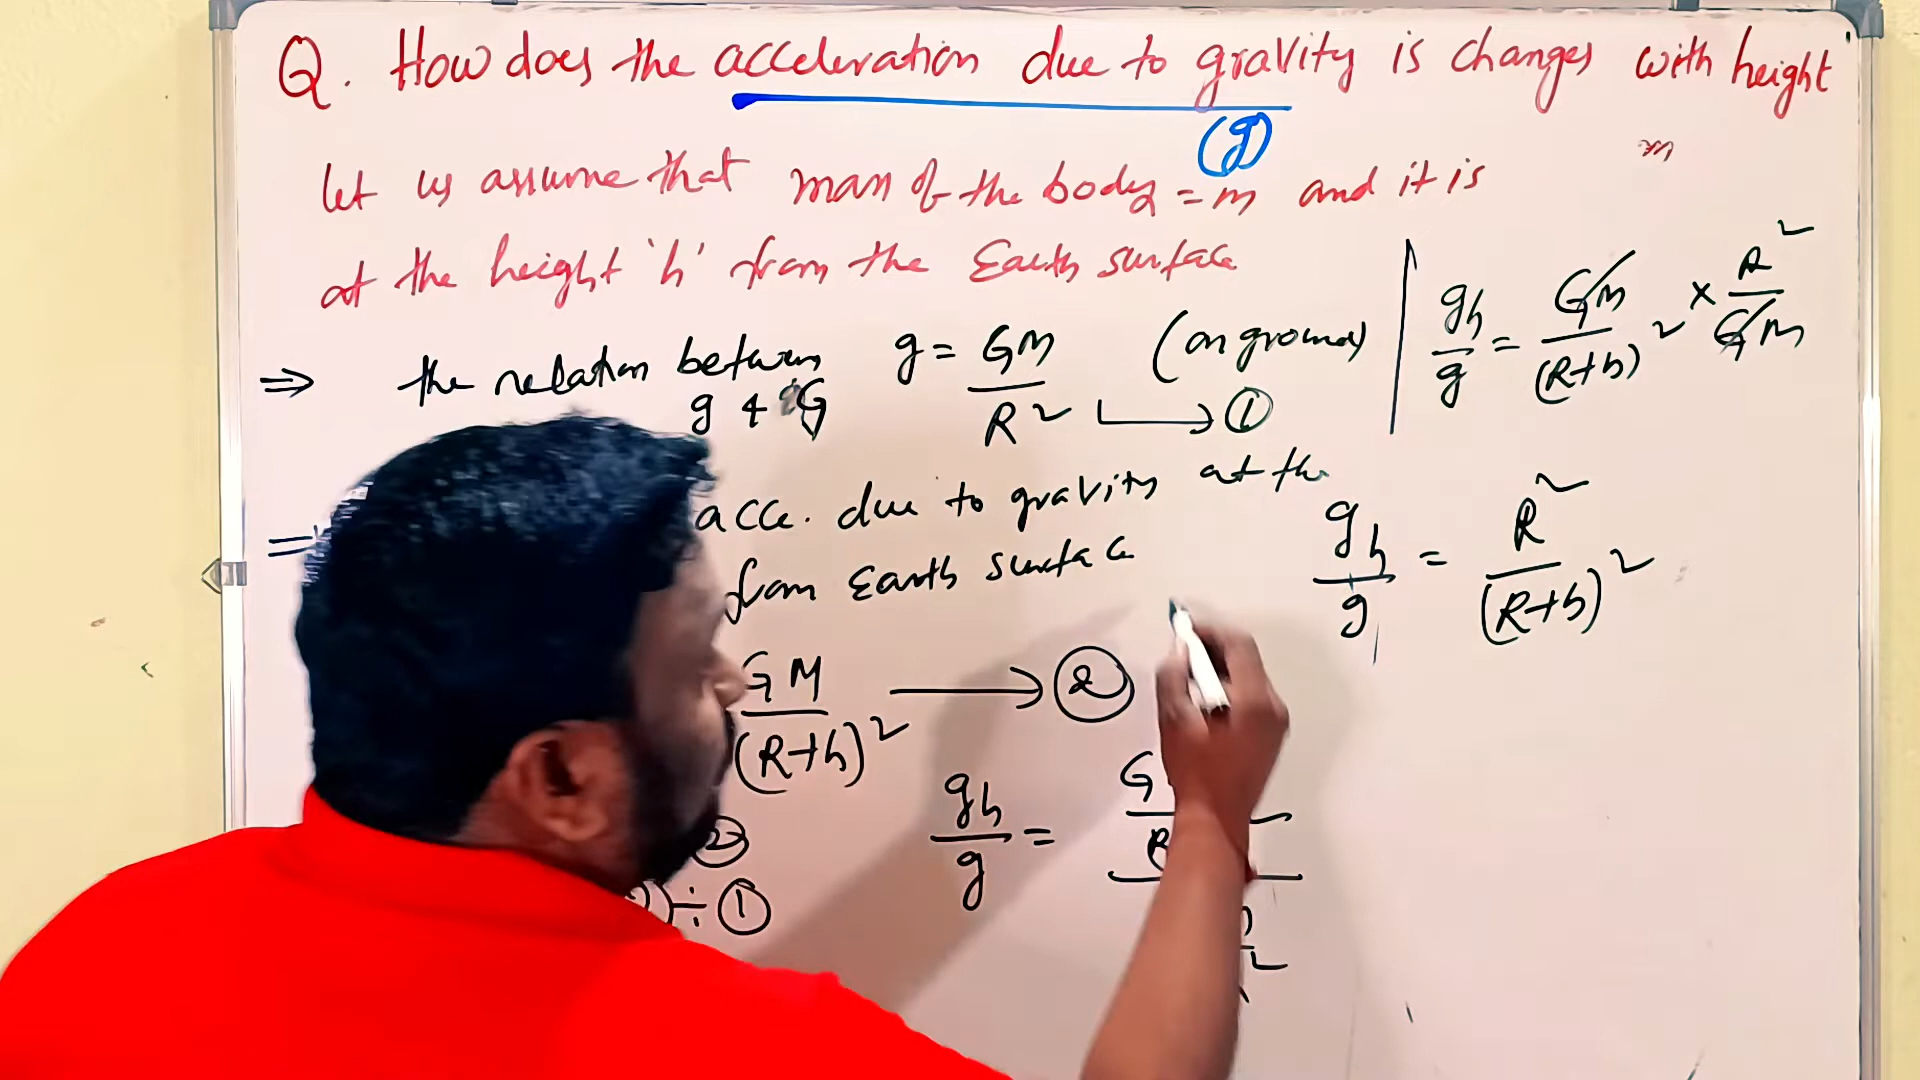 Q. How does the acceleration due to gravity is changes with height
(g)
let us assume that mass of the body = m and it is
at the height 'h' from the Earth surface
⇒ the relation between g = GM/R² (on ground)
g & G → ①
acc. due to gravity at the
from Earth surface
GM/(R+h)² → ②
②
÷ ①
gh/g =
gh/g = GM/(R+h)² × R²/GM
gh/g = R²/(R+h)²